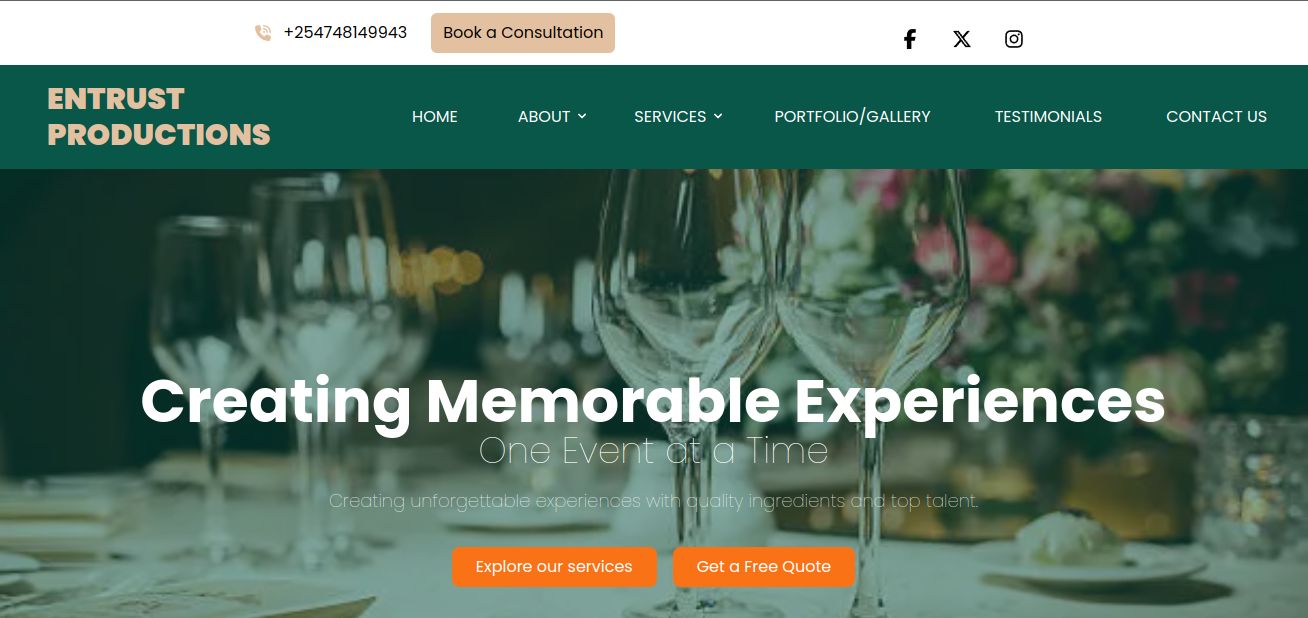 +254748149943 Book a Consultation
ENTRUST
PRODUCTIONS
HOME ABOUT SERVICES PORTFOLIO/GALLERY TESTIMONIALS CONTACT US
Creating Memorable Experiences
One Event at a Time
Creating unforgettable experiences with quality ingredients and top talent.
Explore our services Get a Free Quote